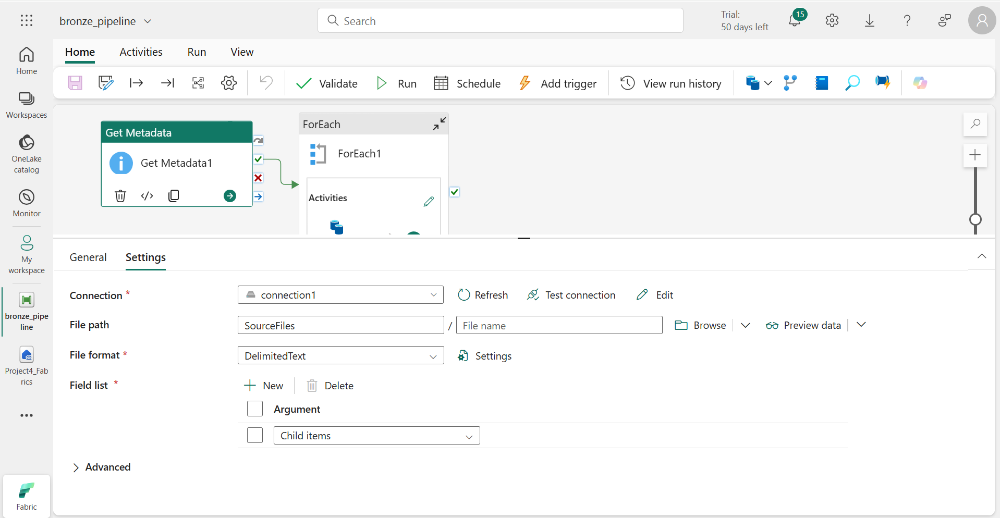 bronze_pipeline
Search
Trial:
50 days left
15
Home
Activities
Run
View
Validate
Run
Schedule
Add trigger
View run history
Home
Workspaces
OneLake
catalog
Monitor
My
workspace
bronze_pipe
line
Project4_Fab
rics
Fabric
Get Metadata
Get Metadata1
ForEach
ForEach1
Activities
General
Settings
Connection *
connection1
Refresh
Test connection
Edit
File path
SourceFiles
/
File name
Browse
Preview data
File format *
DelimitedText
Settings
Field list *
New
Delete
Argument
Child items
Advanced